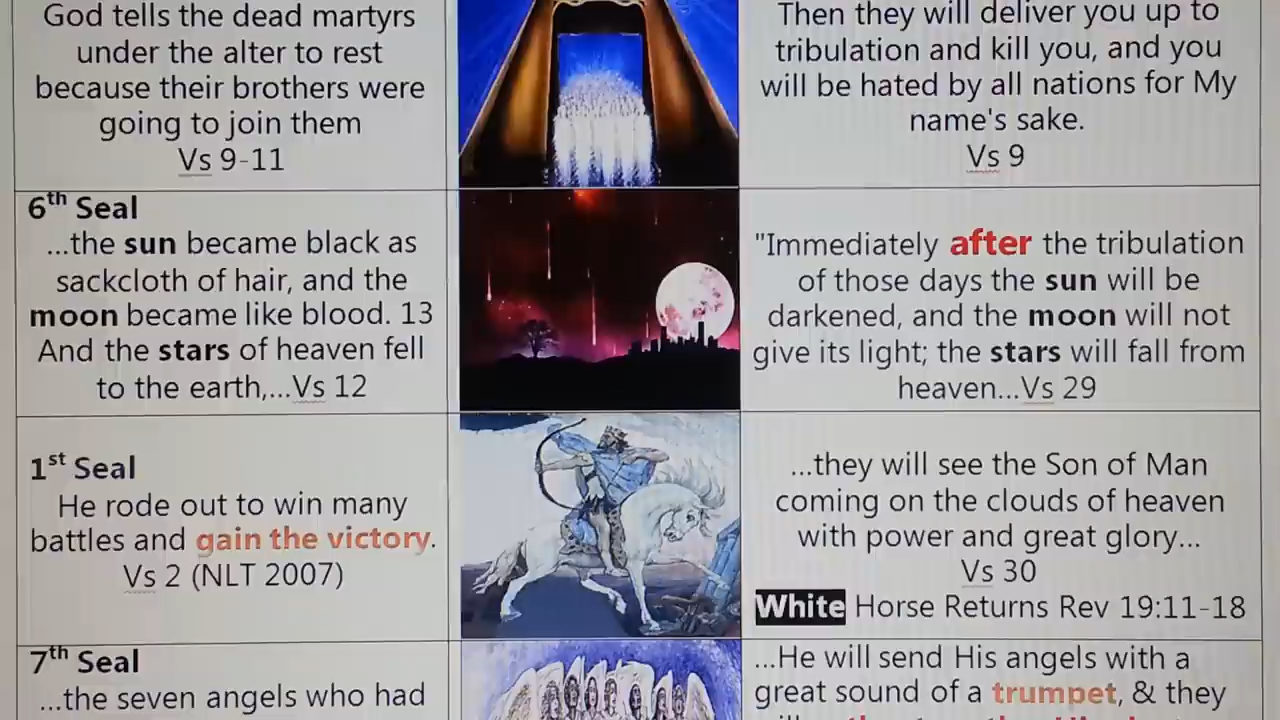 God tells the dead martyrs
under the alter to rest
because their brothers were
going to join them
Vs 9-11
Then they will deliver you up to
tribulation and kill you, and you
will be hated by all nations for My
name's sake.
Vs 9
6th Seal
...the sun became black as
sackcloth of hair, and the
moon became like blood. 13
And the stars of heaven fell
to the earth,...Vs 12
"Immediately after the tribulation
of those days the sun will be
darkened, and the moon will not
give its light; the stars will fall from
heaven...Vs 29
1st Seal
He rode out to win many
battles and gain the victory.
Vs 2 (NLT 2007)
...they will see the Son of Man
coming on the clouds of heaven
with power and great glory...
Vs 30
White Horse Returns Rev 19:11-18
7th Seal
...the seven angels who had
...He will send His angels with a
great sound of a trumpet, & they